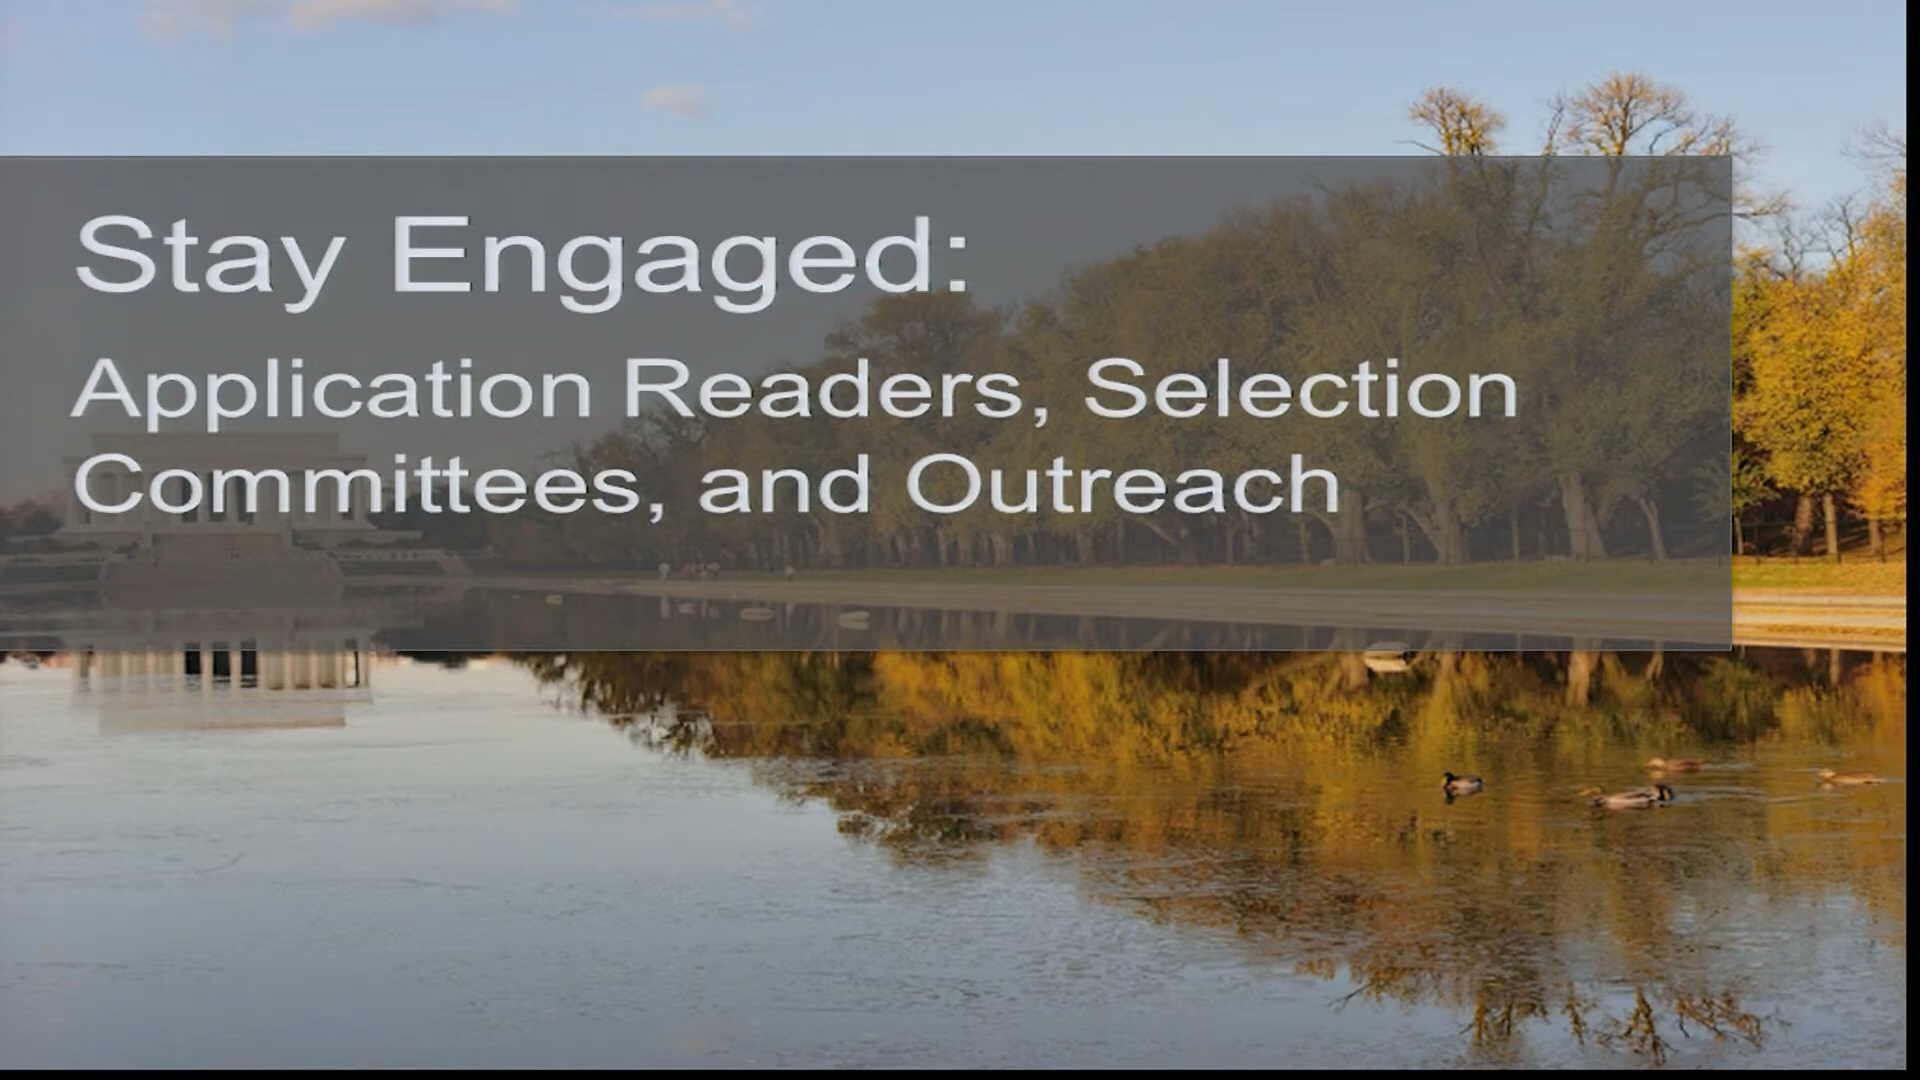 Stay Engaged:
Application Readers, Selection
Committees, and Outreach